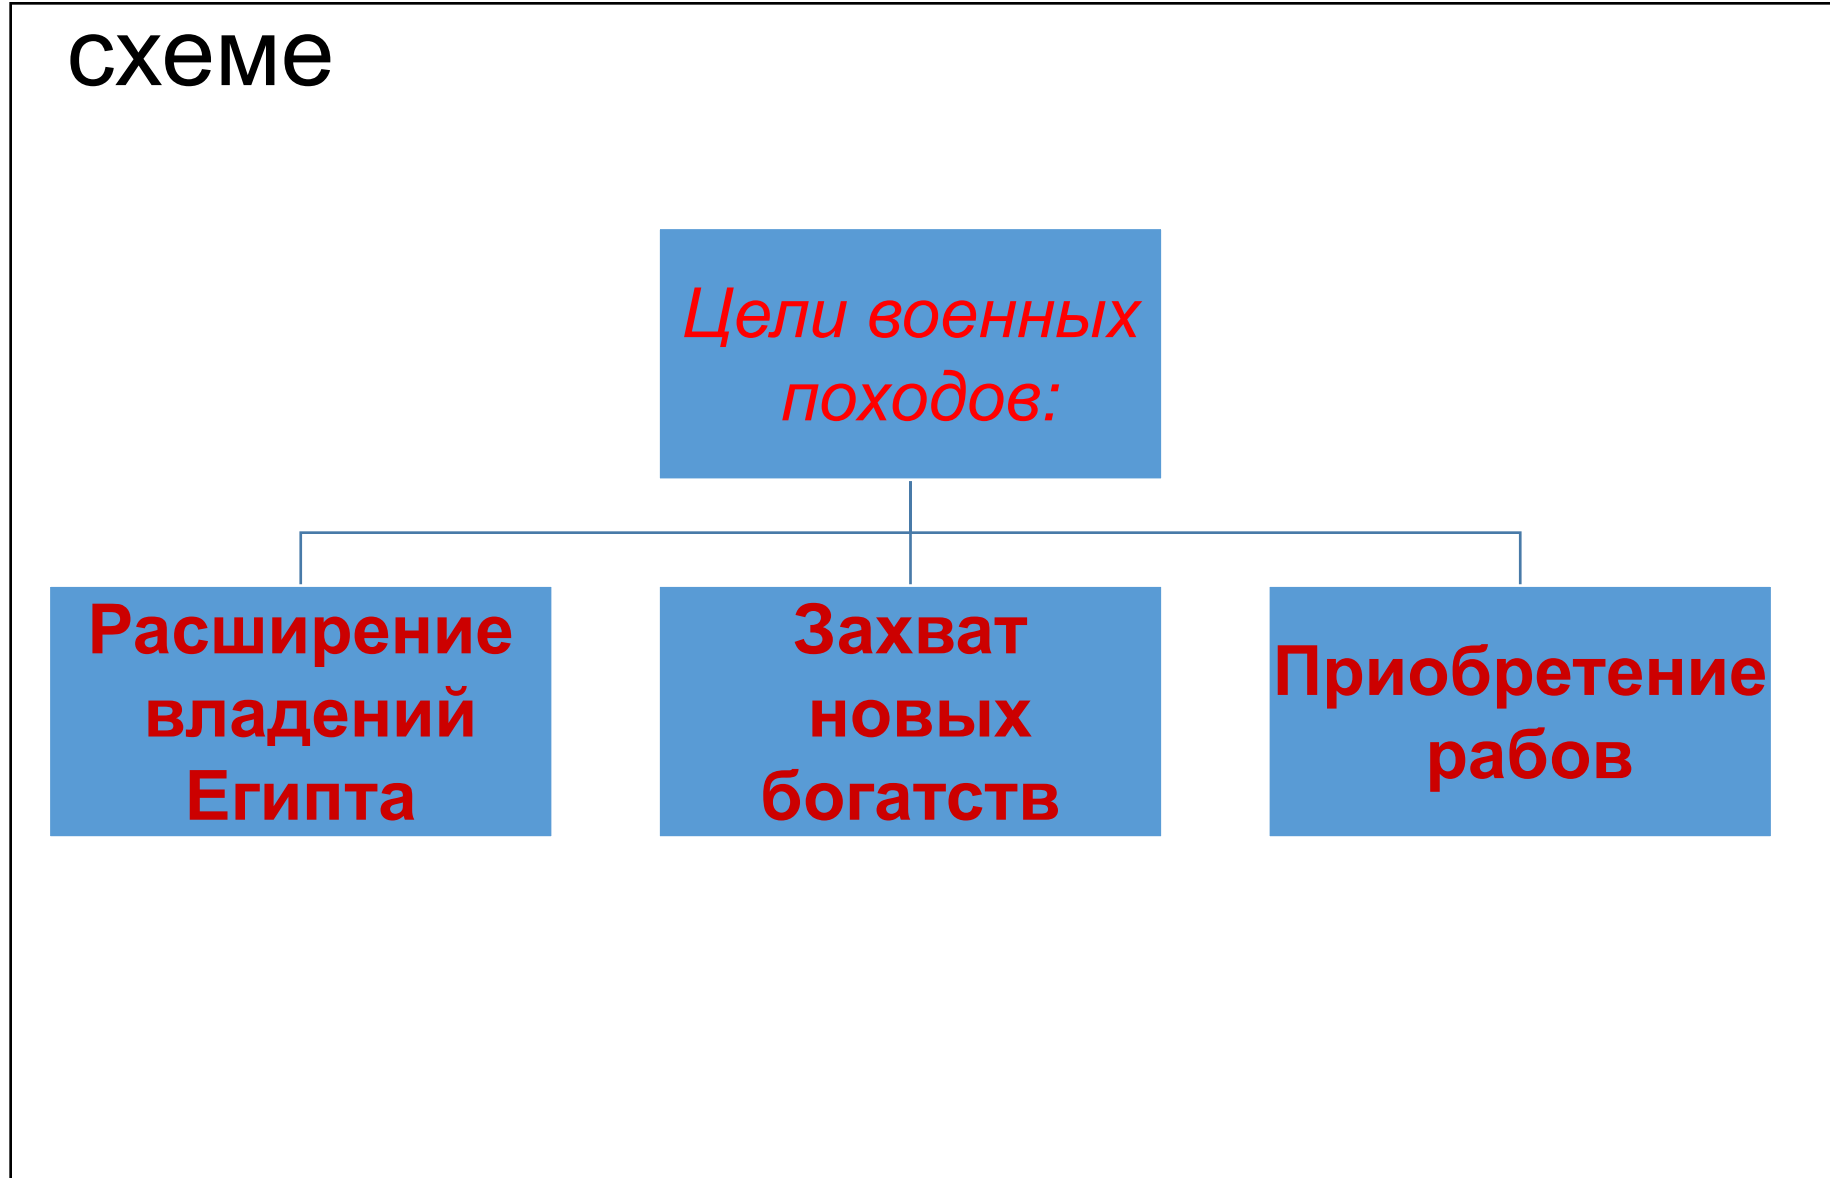 схеме
Цели военных
походов:
Расширение
владений
Египта
Захват
новых
богатств
Приобретение
рабов